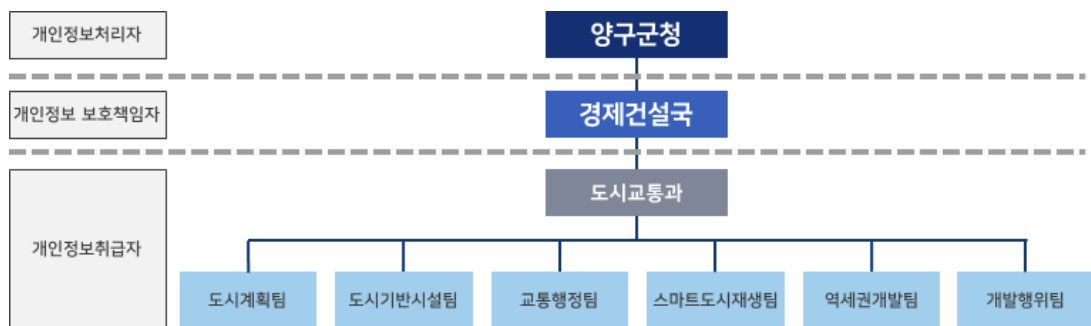 개인정보처리자
양구군청
개인정보 보호책임자
경제건설국
개인정보취급자
도시교통과
도시계획팀
도시기반시설팀
교통행정팀
스마트도시재생팀
역세권개발팀
개발행위팀